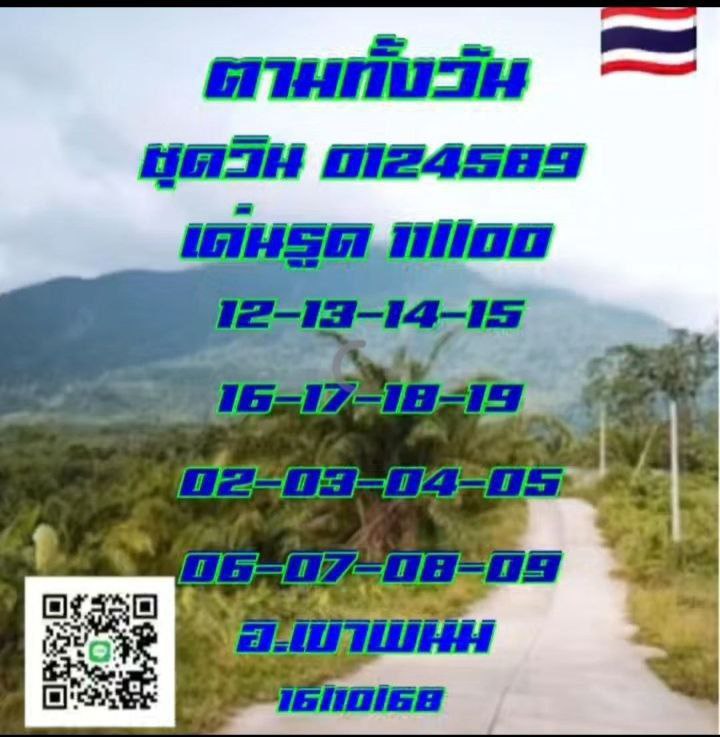 ตามทั้งวัน
ชุดวิน 0124589
เด่นรูด 11//00
12-13-14-15
16-17-18-19
02-03-04-05
06-07-08-09
อ.เขาพนม
16/10/68